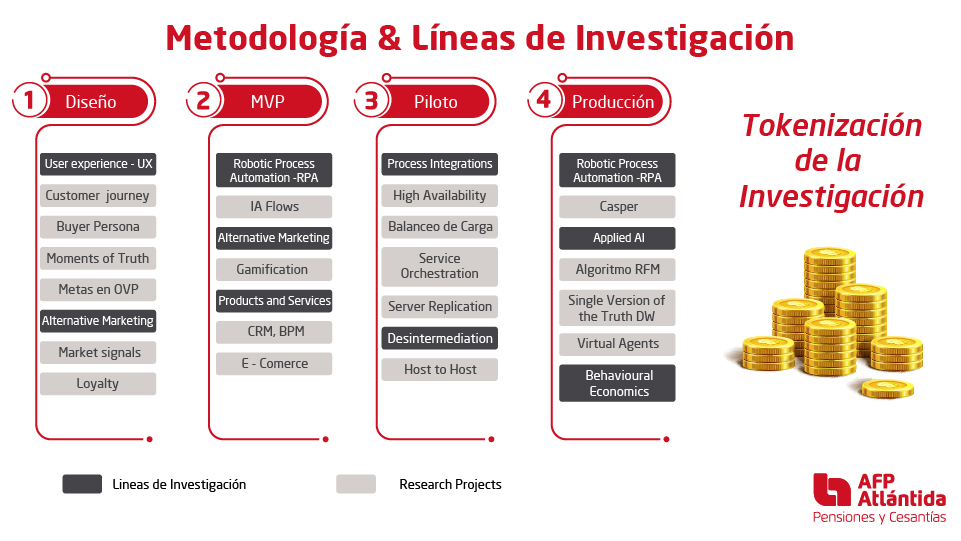 Metodología & Líneas de Investigación
1 Diseño
User experience - UX
Customer journey
Buyer Persona
Moments of Truth
Metas en OVP
Alternative Marketing
Market signals
Loyalty
2 MVP
Robotic Process
Automation -RPA
IA Flows
Alternative Marketing
Gamification
Products and Services
CRM, BPM
E - Comerce
3 Piloto
Process Integrations
High Availability
Balanceo de Carga
Service
Orchestration
Server Replication
Desintermediation
Host to Host
4 Producción
Robotic Process
Automation -RPA
Casper
Applied AI
Algoritmo RFM
Single Version of
the Truth DW
Virtual Agents
Behavioural
Economics
Tokenización
de la
Investigación
Lineas de Investigación
Research Projects
AFP
Atlántida
Pensiones y Cesantías